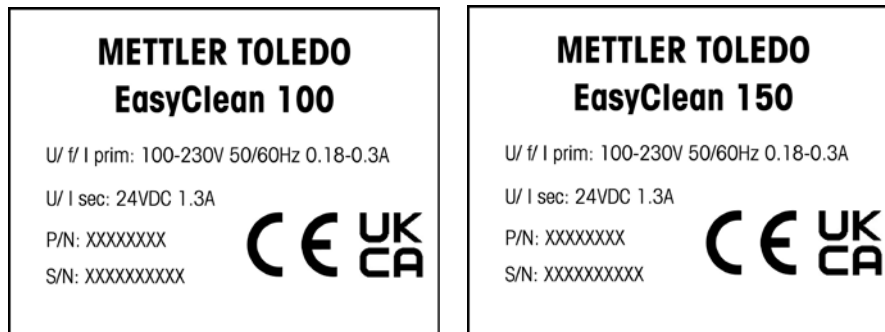 METTLER TOLEDO
EasyClean 100
U/ f/ I prim: 100-230V 50/60Hz 0.18-0.3A
U/ I sec: 24VDC 1.3A
P/N: XXXXXXXX
S/N: XXXXXXXXXX
CE UK
CA
METTLER TOLEDO
EasyClean 150
U/ f/ I prim: 100-230V 50/60Hz 0.18-0.3A
U/ I sec: 24VDC 1.3A
P/N: XXXXXXXX
S/N: XXXXXXXXXX
CE UK
CA